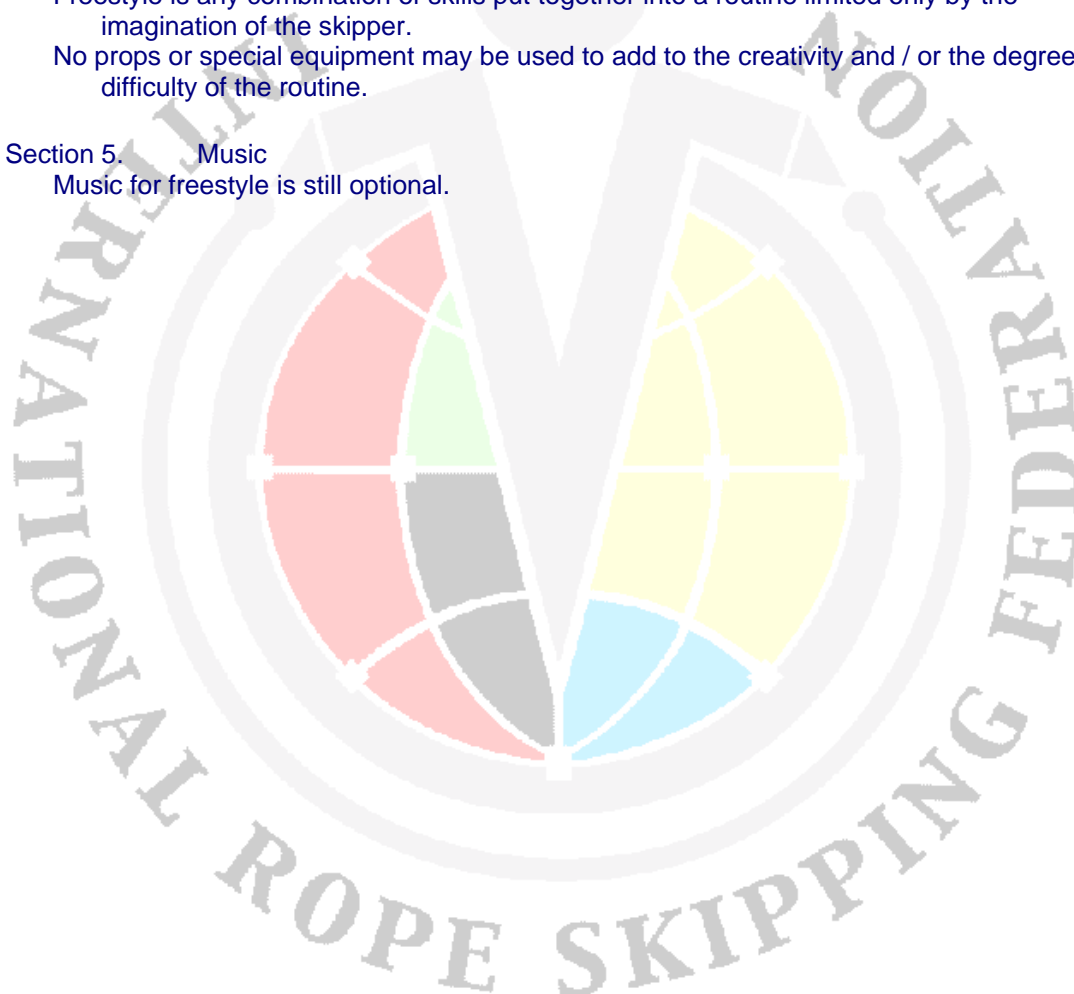 Freestyle is any combination of skills put together into a routine limited only by the
imagination of the skipper.
No props or special equipment may be used to add to the creativity and / or the degree
difficulty of the routine.
Section 5. Music
Music for freestyle is still optional.
INTERNATIONAL ROPE SKIPPING FEDERATION